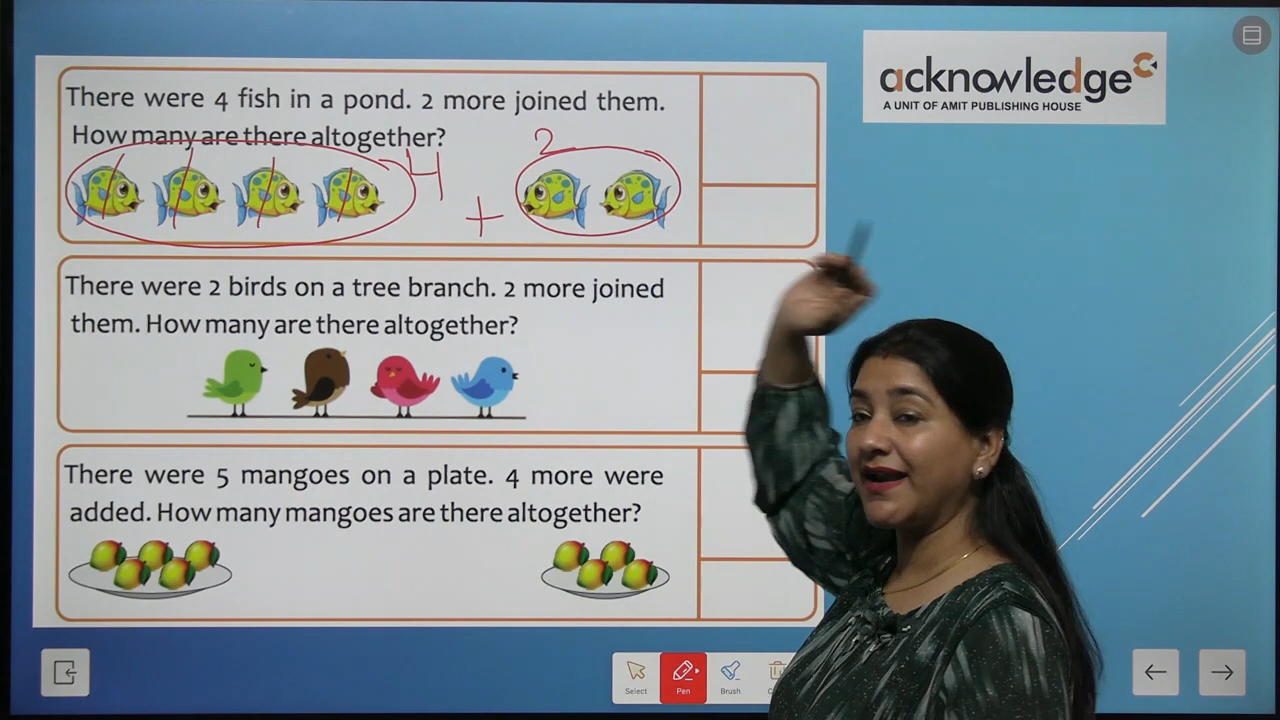 There were 4 fish in a pond. 2 more joined them.
How many are there altogether?
4 + 2
There were 2 birds on a tree branch. 2 more joined
them. How many are there altogether?
There were 5 mangoes on a plate. 4 more were
added. How many mangoes are there altogether?
acknowledge
A UNIT OF AMIT PUBLISHING HOUSE
Select
Pen
Brush